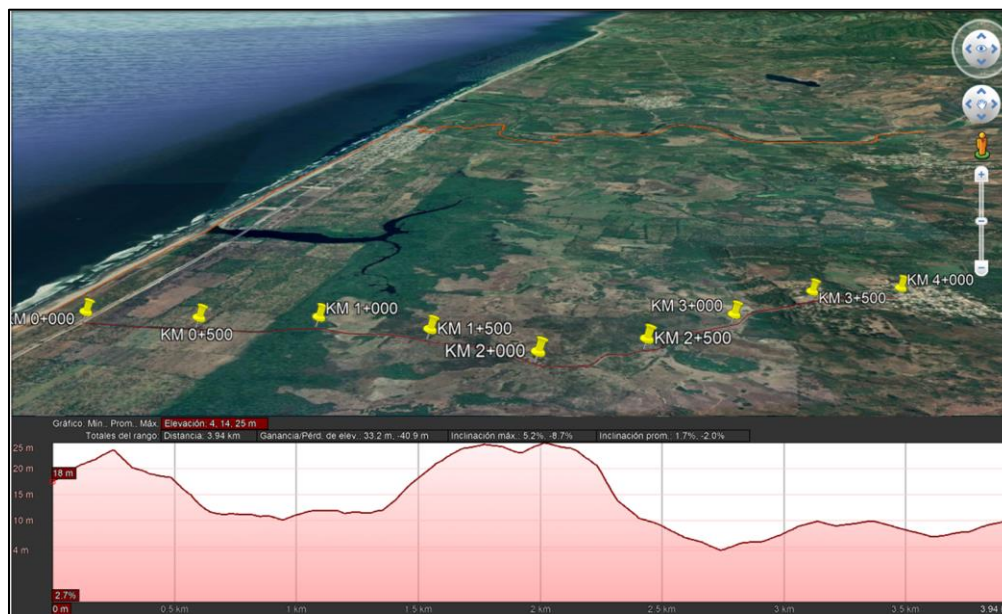 KM 4+000
KM 3+500
KM 3+000
KM 0+000
KM 1+000
KM 0+500
KM 1+500
KM 2+500
KM 2+000
Gráfico: Mín., Prom., Máx. Elevación: 4, 14, 25 m
Totales del rango: Distancia: 3.94 km Ganancia/Pérd. de elev.: 33.2 m, -40.9 m Inclinación máx.: 5.2%, -8.7% Inclinación prom.: 1.7%, -2.0%
25 m
20 m
18 m
15 m
10 m
4 m
2.7%
0 m 0.5 km 1 km 1.5 km 2 km 2.5 km 3 km 3.5 km 3.94 km